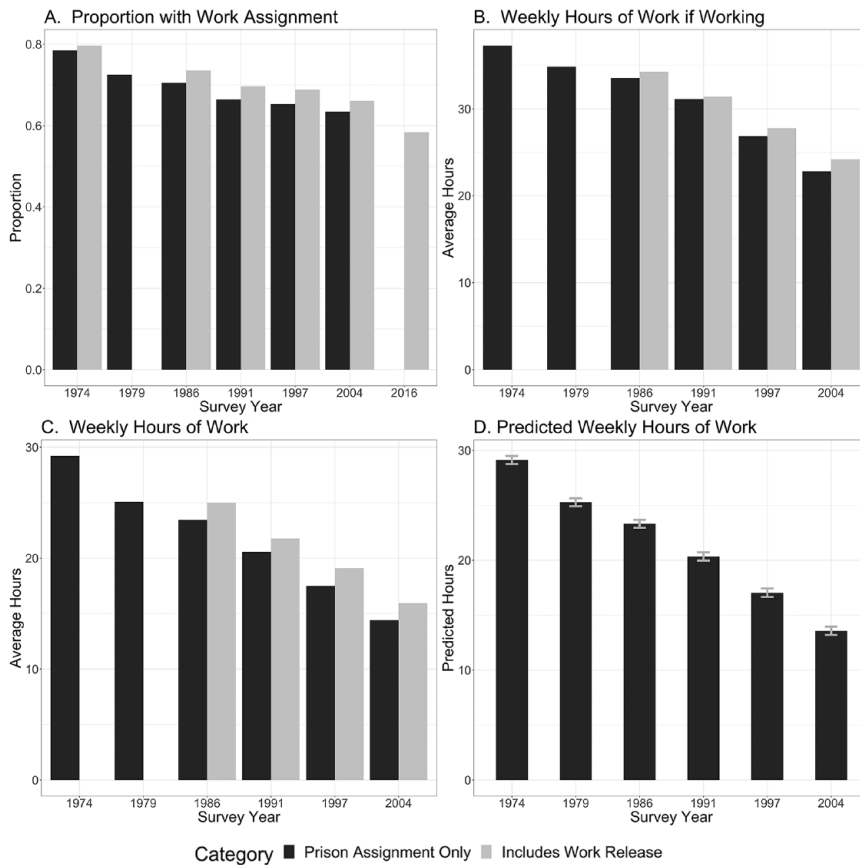 A. Proportion with Work Assignment
Proportion
0.8
0.6
0.4
0.2
0.0
1974 1979 1986 1991 1997 2004 2016
Survey Year
B. Weekly Hours of Work if Working
Average Hours
30
20
10
0
1974 1979 1986 1991 1997 2004
Survey Year
C. Weekly Hours of Work
Average Hours
30
20
10
0
1974 1979 1986 1991 1997 2004
Survey Year
D. Predicted Weekly Hours of Work
Predicted Hours
30
20
10
0
1974 1979 1986 1991 1997 2004
Survey Year
Category Prison Assignment Only Includes Work Release